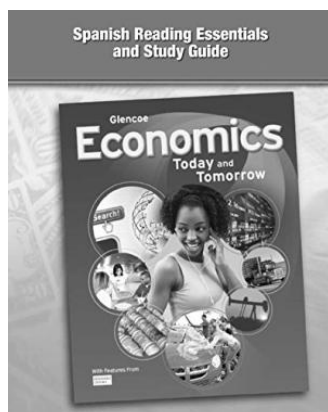 Spanish Reading Essentials
and Study Guide
Glencoe
Economics
Today and
Tomorrow
Search!
With Features From